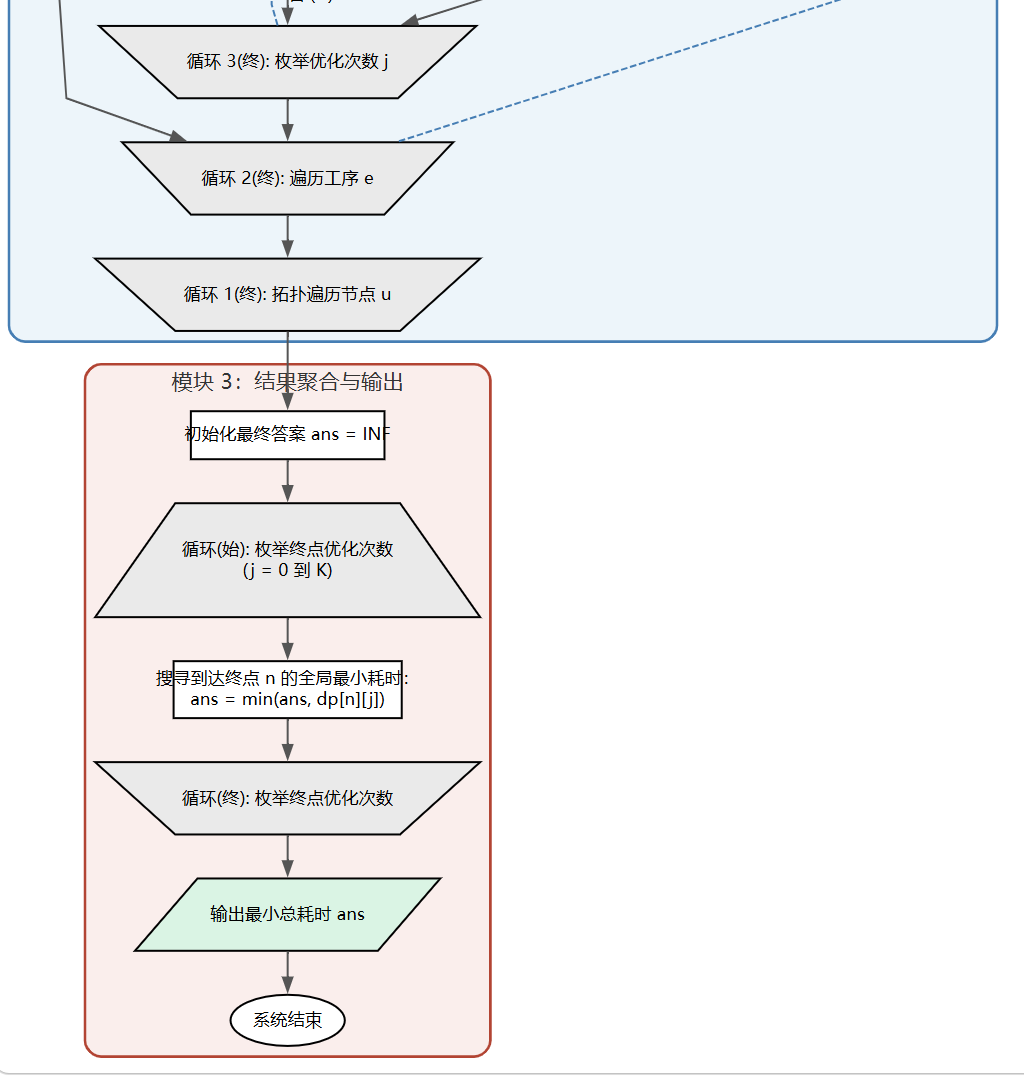 循环 3(终): 枚举优化次数 j
循环 2(终): 遍历工序 e
循环 1(终): 拓扑遍历节点 u
模块 3：结果聚合与输出
初始化最终答案 ans = INF
循环(始): 枚举终点优化次数
(j = 0 到 K)
搜寻到达终点 n 的全局最小耗时:
ans = min(ans, dp[n][j])
循环(终): 枚举终点优化次数
输出最小总耗时 ans
系统结束